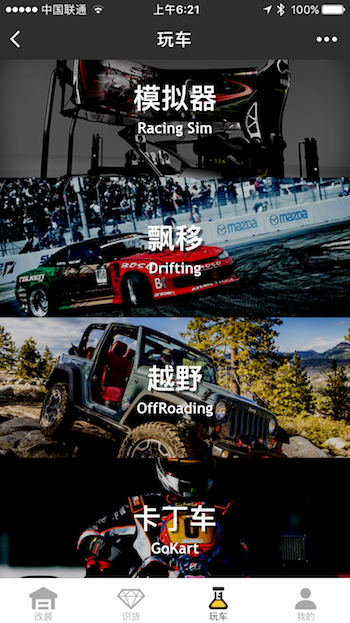 中国联通 上午6:21 100%
玩车
模拟器
Racing Sim
mazda mazda
飘移
Drifting
越野
OffRoading
卡丁车
GoKart
改装 识货 玩车 我的